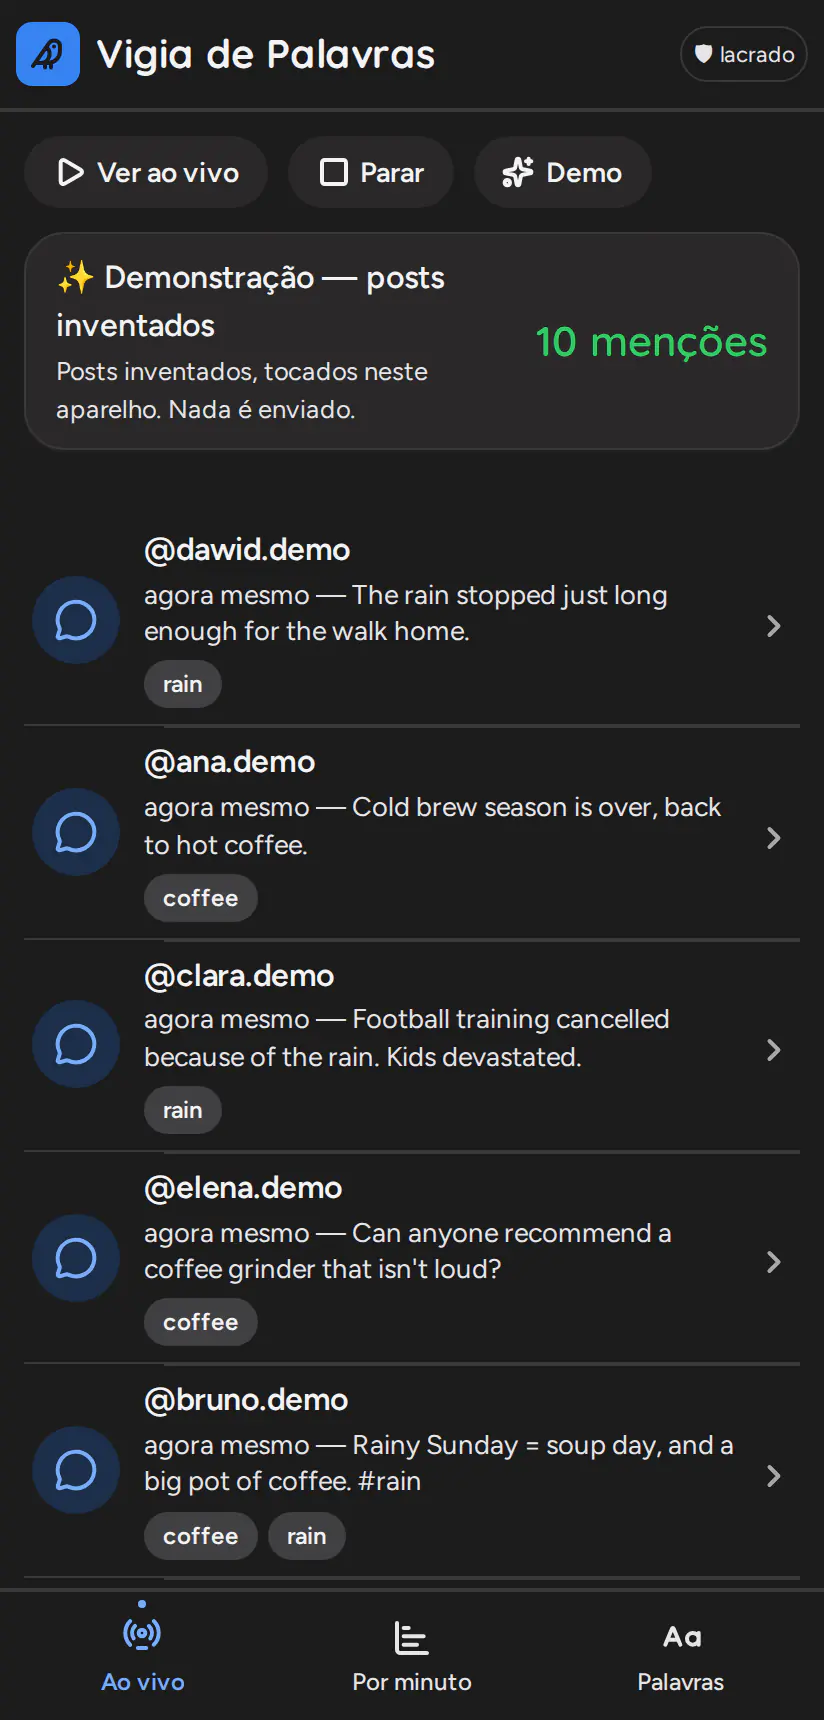 Vigia de Palavras
lacrado
Ver ao vivo
Parar
Demo
✨ Demonstração — posts
inventados
Posts inventados, tocados neste
aparelho. Nada é enviado.
10 menções
@dawid.demo
agora mesmo — The rain stopped just long
enough for the walk home.
rain
@ana.demo
agora mesmo — Cold brew season is over, back
to hot coffee.
coffee
@clara.demo
agora mesmo — Football training cancelled
because of the rain. Kids devastated.
rain
@elena.demo
agora mesmo — Can anyone recommend a
coffee grinder that isn't loud?
coffee
@bruno.demo
agora mesmo — Rainy Sunday = soup day, and a
big pot of coffee. #rain
coffee rain
Ao vivo
Por minuto
Aa
Palavras